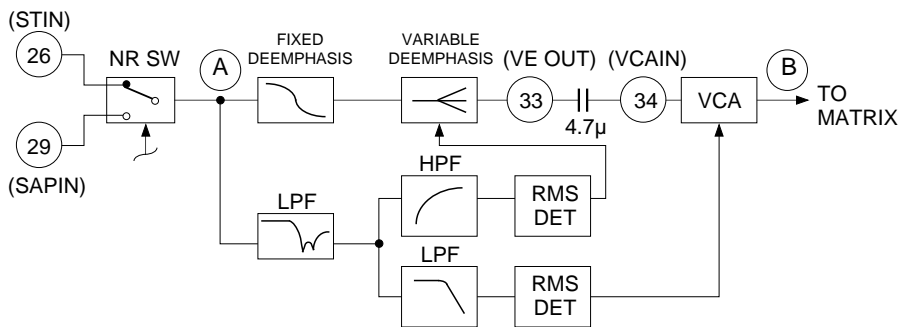 (STIN)
26
NR SW
A
FIXED
DEEMPHASIS
VARIABLE
DEEMPHASIS
(VE OUT)
33
4.7μ
(VCAIN)
34
VCA
B
TO
MATRIX
29
(SAPIN)
LPF
HPF
RMS
DET
LPF
RMS
DET